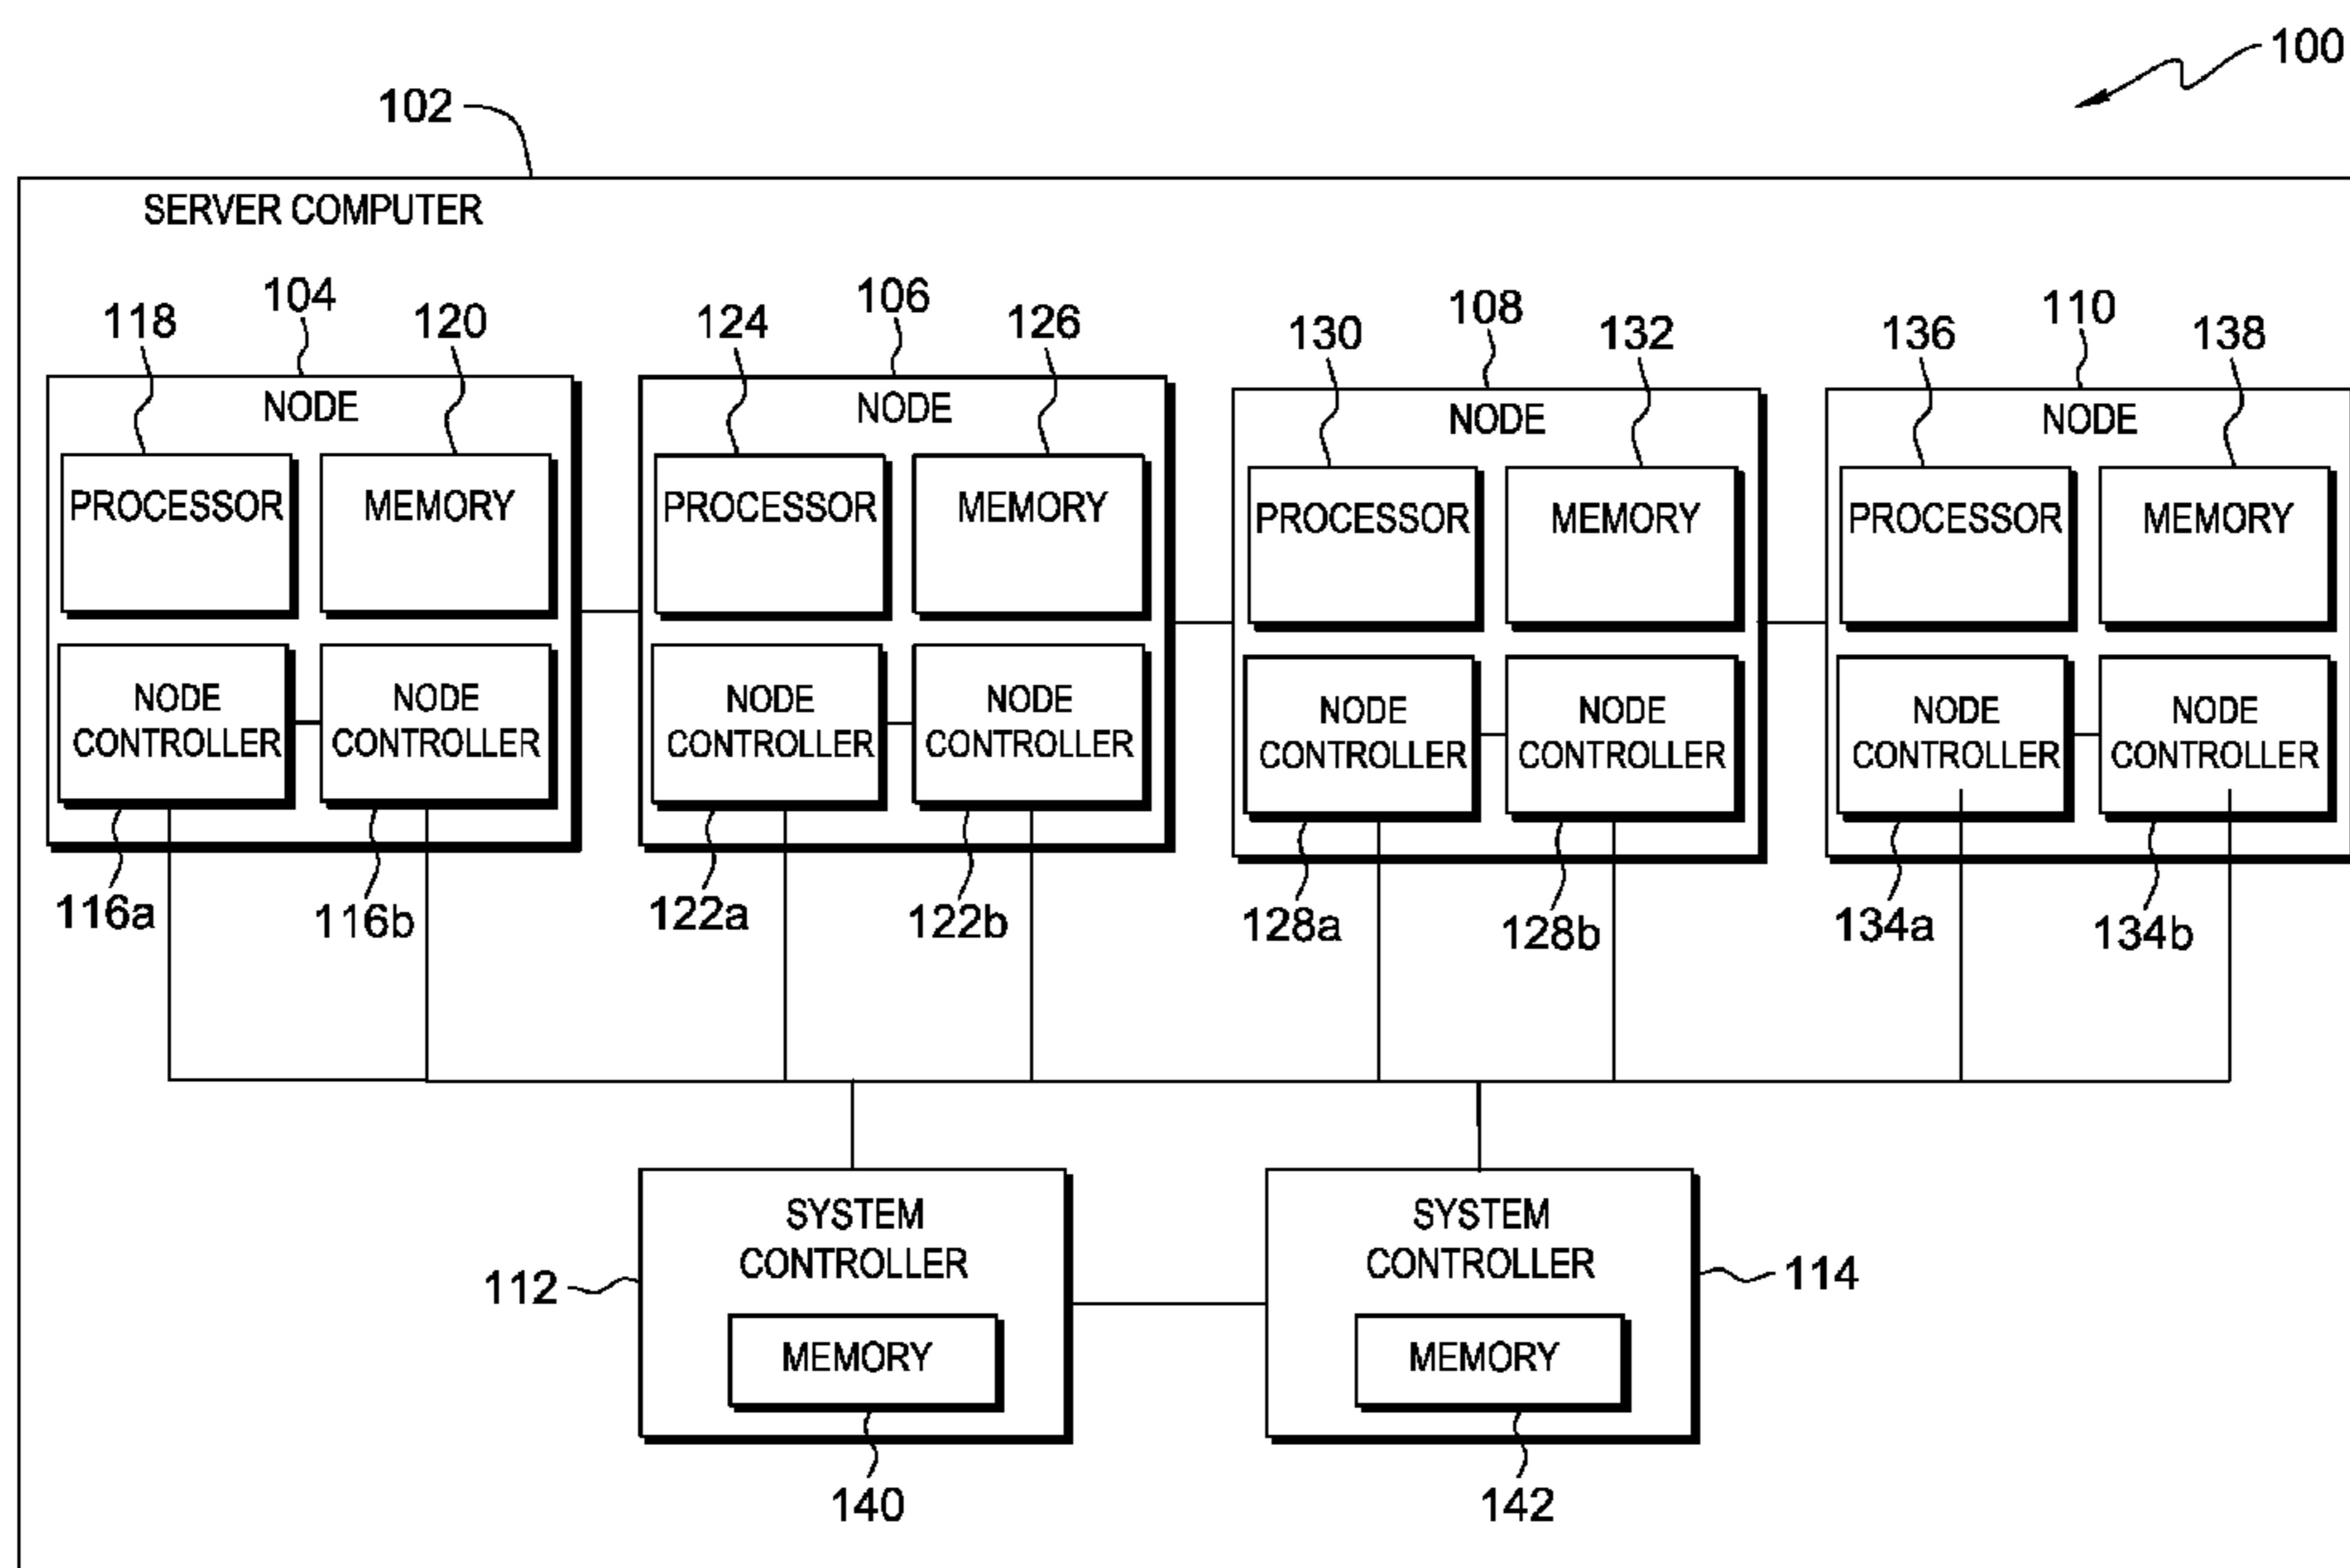 100
102
SERVER COMPUTER
104
106
108
110
118
120
124
126
130
132
136
138
NODE
NODE
NODE
NODE
PROCESSOR
MEMORY
PROCESSOR
MEMORY
PROCESSOR
MEMORY
PROCESSOR
MEMORY
NODE
CONTROLLER
NODE
CONTROLLER
NODE
CONTROLLER
NODE
CONTROLLER
NODE
CONTROLLER
NODE
CONTROLLER
NODE
CONTROLLER
NODE
CONTROLLER
116a
116b
122a
122b
128a
128b
134a
134b
SYSTEM
CONTROLLER
SYSTEM
CONTROLLER
112
114
MEMORY
MEMORY
140
142